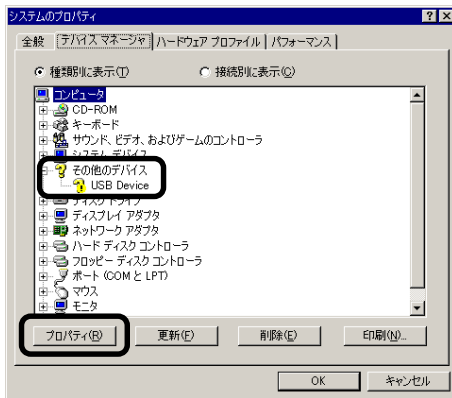 システムのプロパティ
全般 デバイス マネージャ ハードウェア プロファイル パフォーマンス
種類別に表示(T) 接続別に表示(C)
コンピュータ
CD-ROM
キーボード
サウンド、ビデオ、およびゲームのコントローラ
システム デバイス
その他のデバイス
USB Device
ディスク ドライブ
ディスプレイ アダプタ
ネットワーク アダプタ
ハード ディスク コントローラ
フロッピー ディスク コントローラ
ポート (COM と LPT)
マウス
モニタ
プロパティ(R) 更新(F) 削除(E) 印刷(N)...
OK キャンセル